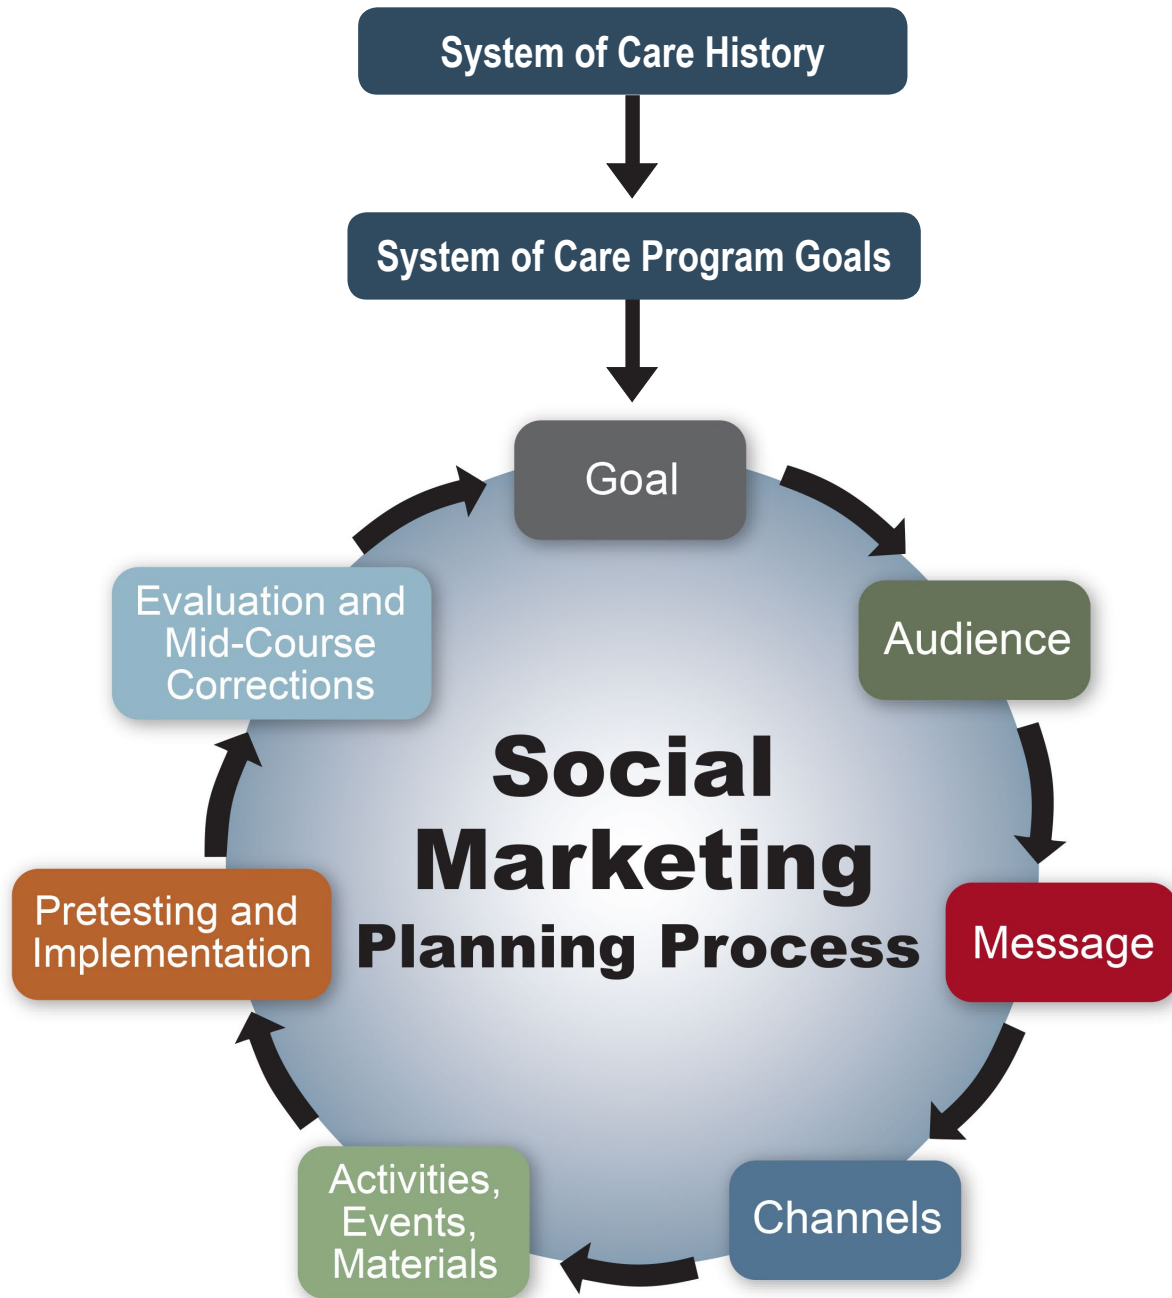 System of Care History
System of Care Program Goals
Goal
Audience
Message
Channels
Activities,
Events,
Materials
Pretesting and
Implementation
Evaluation and
Mid-Course
Corrections
Social
Marketing
Planning Process